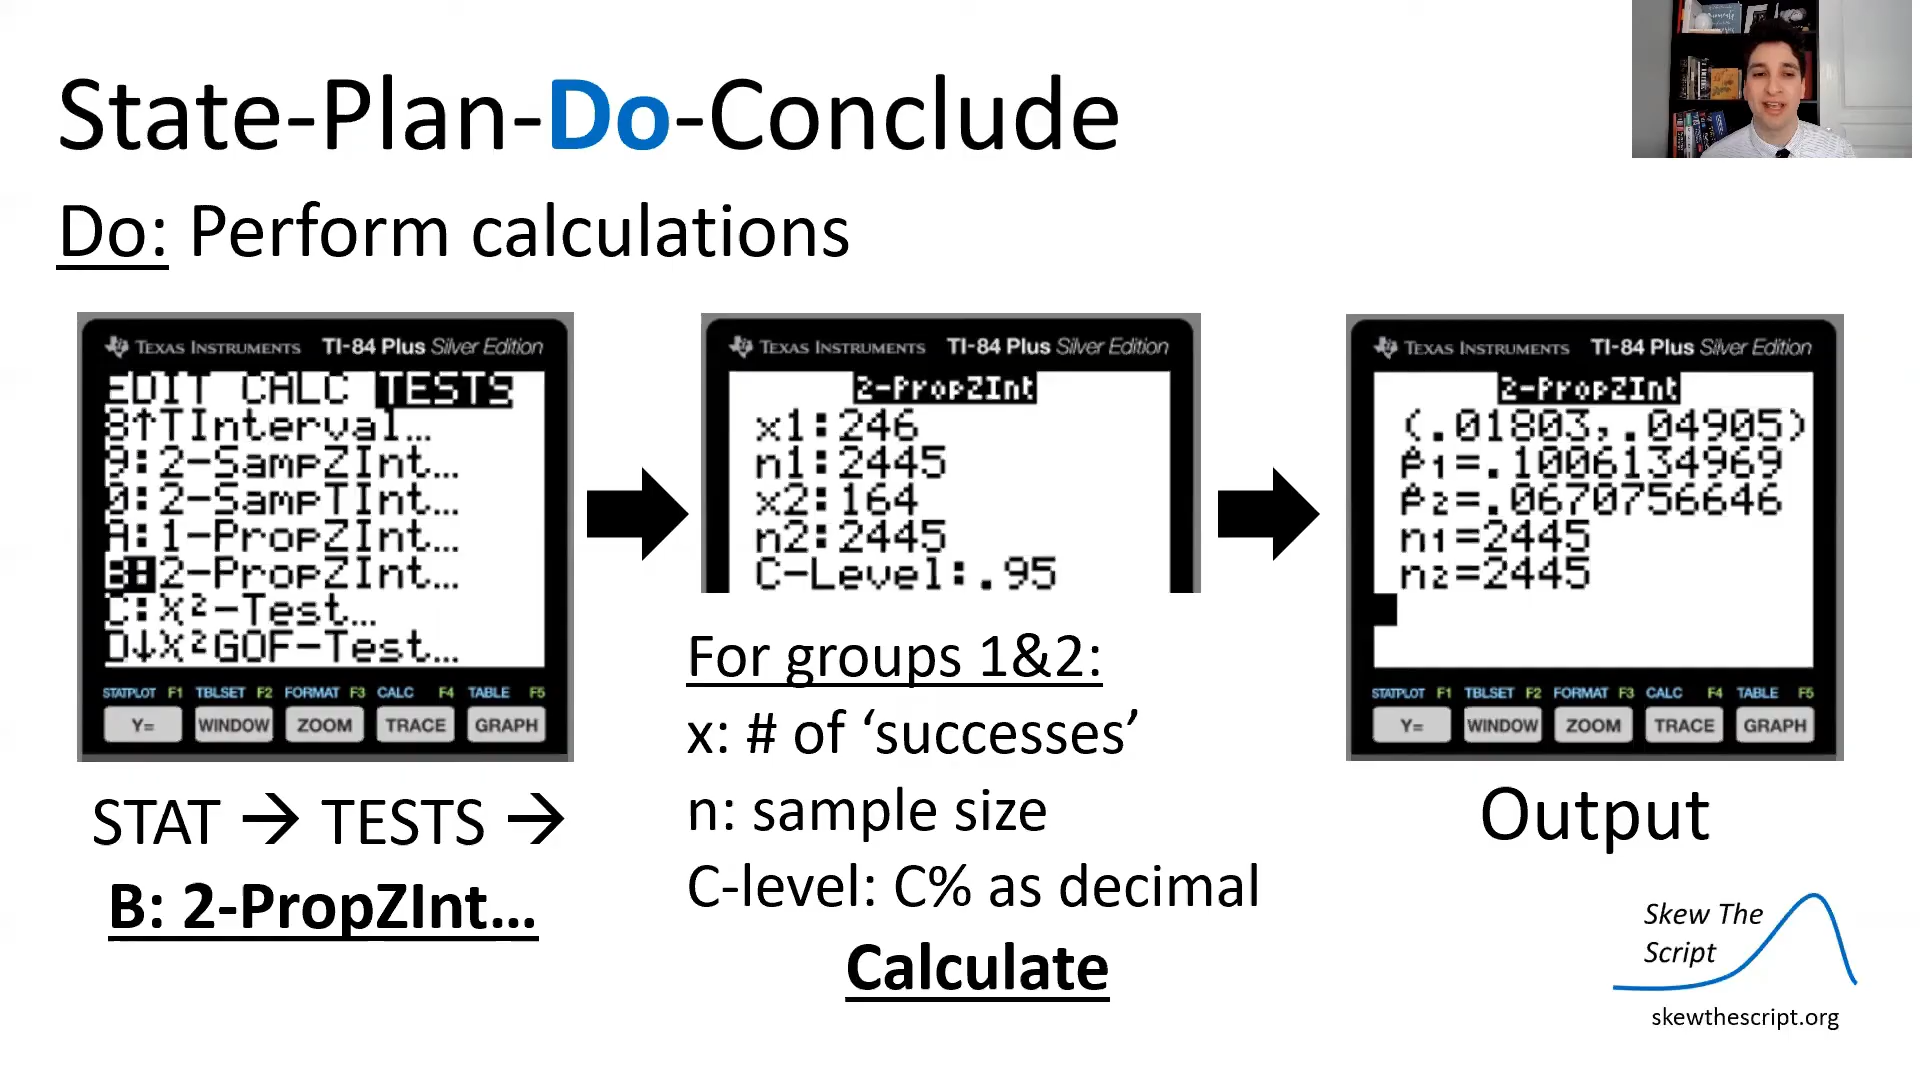 State-Plan-Do-Conclude
Do: Perform calculations
TEXAS INSTRUMENTS TI-84 Plus Silver Edition
EDIT CALC TESTS
8↑TInterval…
9:2-SampZInt…
0:2-SampTInt…
A:1-PropZInt…
B:2-PropZInt…
C:χ²-Test…
D↓χ²GOF-Test…
STATPLOT F1 TBLSET F2 FORMAT F3 CALC F4 TABLE F5
Y= WINDOW ZOOM TRACE GRAPH
STAT → TESTS →
B: 2-PropZInt…
TEXAS INSTRUMENTS TI-84 Plus Silver Edition
2-PropZInt
x1:246
n1:2445
x2:164
n2:2445
C-Level:.95
For groups 1&2:
x: # of ‘successes’
n: sample size
C-level: C% as decimal
Calculate
TEXAS INSTRUMENTS TI-84 Plus Silver Edition
2-PropZInt
(.01803,.04905)
p̂1=.1006134969
p̂2=.0670756646
n1=2445
n2=2445
STATPLOT F1 TBLSET F2 FORMAT F3 CALC F4 TABLE F5
Y= WINDOW ZOOM TRACE GRAPH
Output
Skew The
Script
skewthescript.org